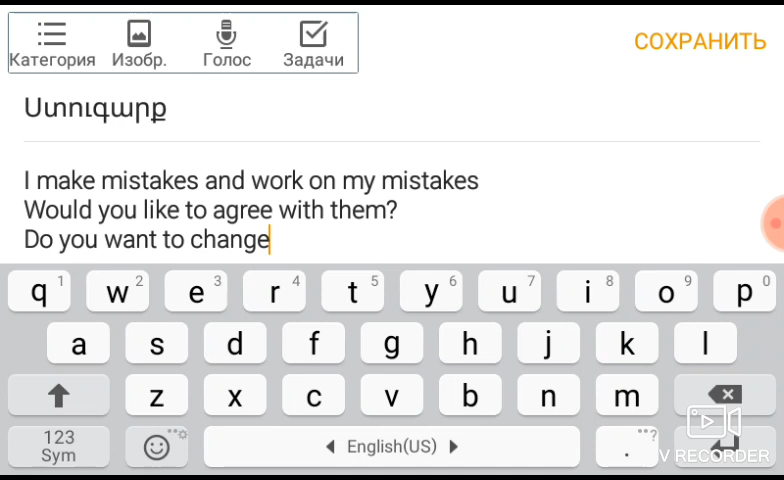 Категория Изобр. Голос Задачи СОХРАНИТЬ
Ստուգարք
I make mistakes and work on my mistakes
Would you like to agree with them?
Do you want to change
q 1 w 2 e 3 r 4 t 5 y 6 u 7 i 8 o 9 p 0
a s d f g h j k l
z x c v b n m
123 Sym English(US) . ?
V RECORDER